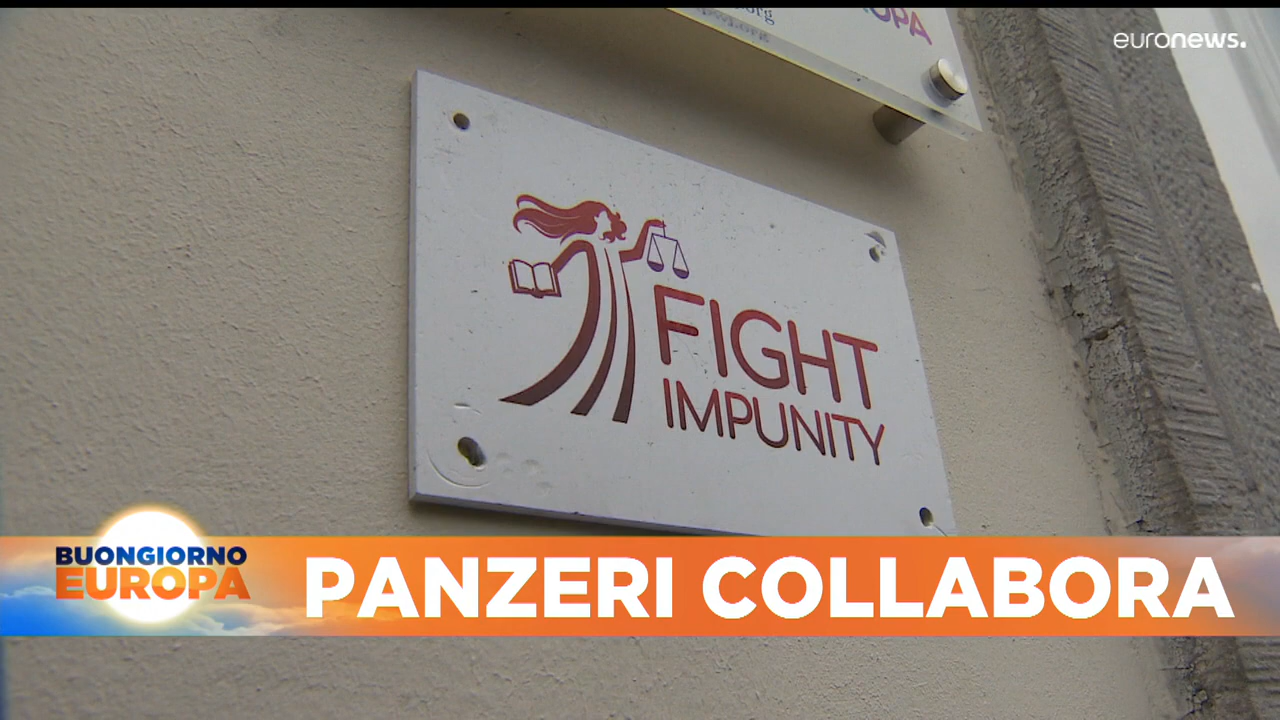 euronews.
FIGHT
IMPUNITY
BUONGIORNO
EUROPA
PANZERI COLLABORA